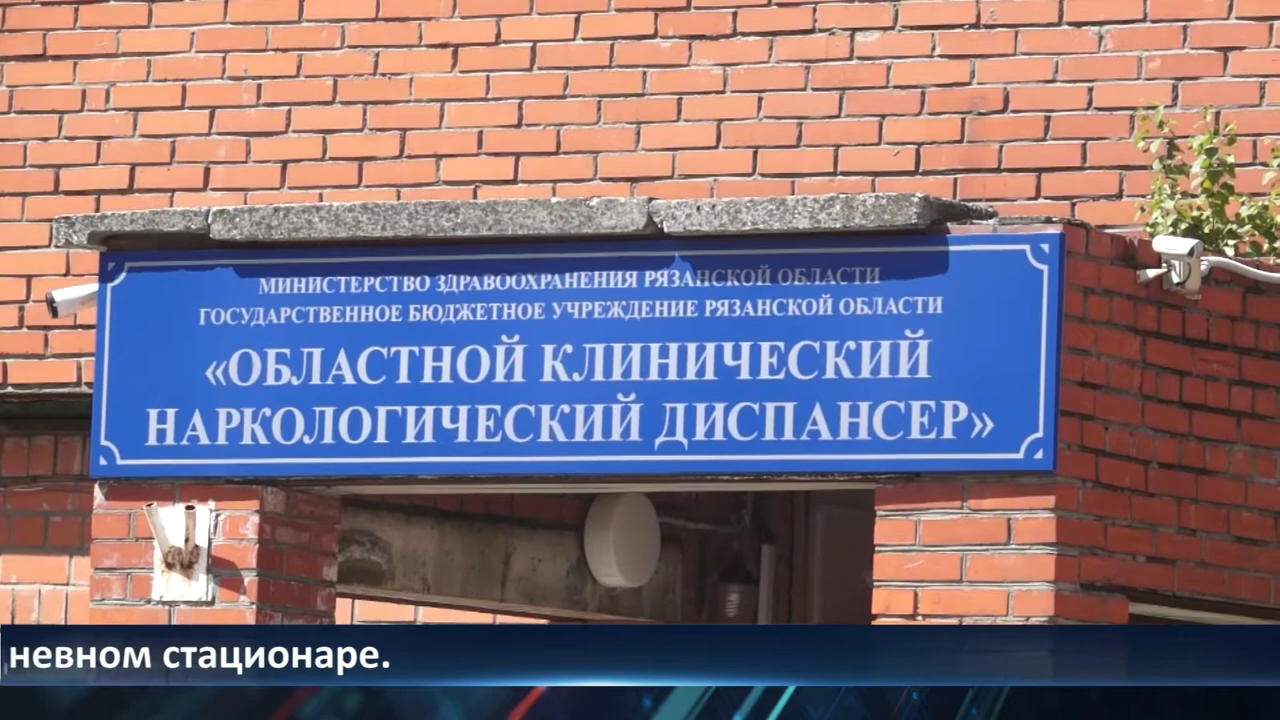 МИНИСТЕРСТВО ЗДРАВООХРАНЕНИЯ РЯЗАНСКОЙ ОБЛАСТИ
ГОСУДАРСТВЕННОЕ БЮДЖЕТНОЕ УЧРЕЖДЕНИЕ РЯЗАНСКОЙ ОБЛАСТИ
«ОБЛАСТНОЙ КЛИНИЧЕСКИЙ
НАРКОЛОГИЧЕСКИЙ ДИСПАНСЕР»
невном стационаре.